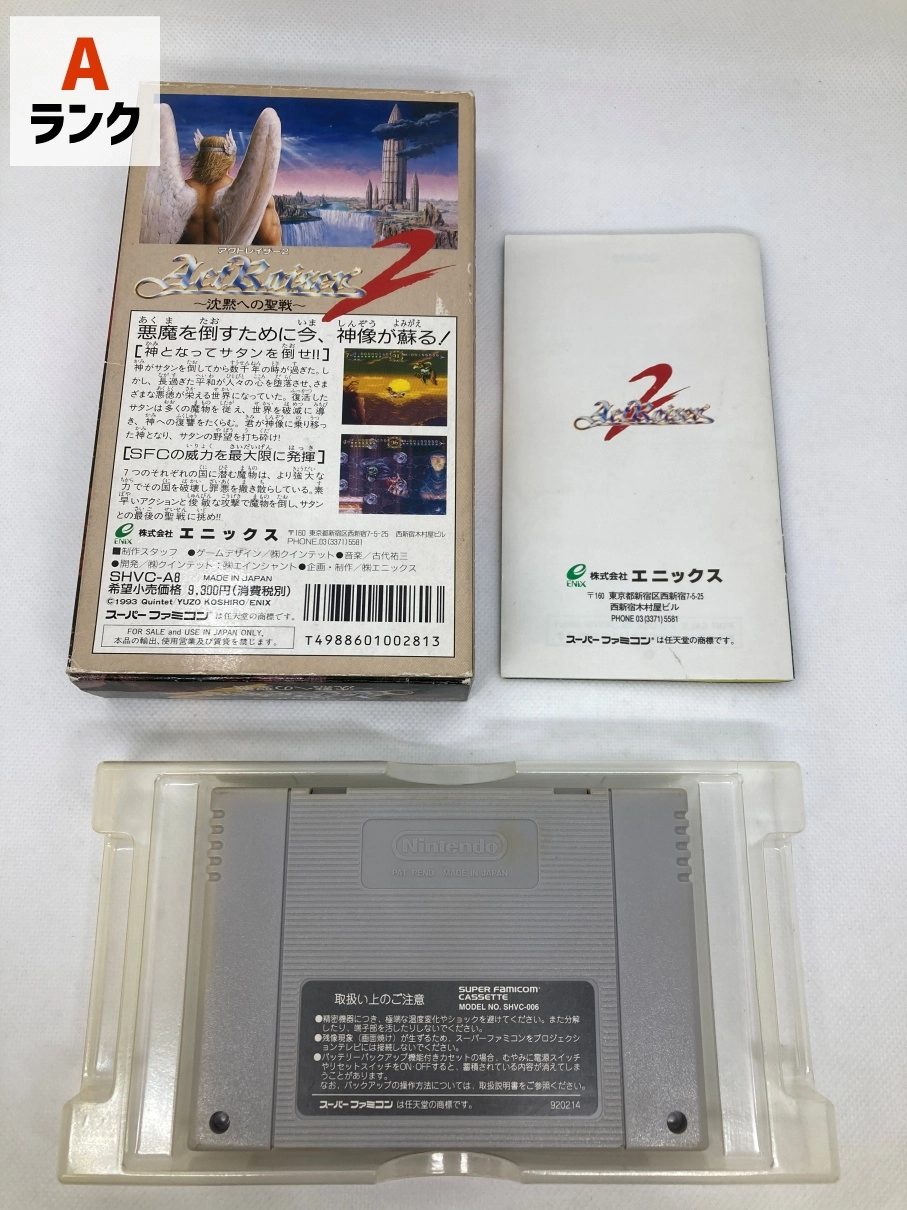 A
ランク
アクトレイザー2
ActRaiser 2
～沈黙への聖戦～
悪魔を倒すために今、神像が蘇る!
[神となってサタンを倒せ!!]
神がサタンを倒してから数千年の時が過ぎた。し
かし、長過ぎた平和が人々の心を堕落させ、さま
ざまな悪徳が栄える世界になっていた。復活した
サタンは多くの魔物を従え、世界を破滅に導
き、神への復讐をたくらむ。君が神像に乗り移っ
た神となり、サタンの野望を打ち砕け!
[SFCの威力を最大限に発揮]
7つのそれぞれの国に潜む魔物は、より強大な
力でその国を破壊し罪悪を撒き散らしている。素
早いアクションと俊敏な攻撃で魔物を倒し、サタン
との最後の聖戦に挑め!!
ENIX 株式会社 エニックス 〒160 東京都新宿区西新宿7-5-25 西新宿木村屋ビル
PHONE.03(3371)5581
■制作スタッフ ●ゲームデザイン/㈱クインテット●音楽/古代祐三
●開発/㈱クインテット:㈱エインシャント●企画・制作/㈱エニックス
SHVC-A8 MADE IN JAPAN
希望小売価格 9,300円(消費税別)
©1993 Quintet/YUZO KOSHIRO/ENIX
スーパーファミコン®は任天堂の商標です。
FOR SALE and USE IN JAPAN ONLY.
本品の輸出、使用営業及び賃貸を禁じます。
T4988601002813
ActRaiser 2
ENIX 株式会社 エニックス
〒160 東京都新宿区西新宿7-5-25
西新宿木村屋ビル
PHONE 03(3371)5581
スーパーファミコン®は任天堂の商標です。
Nintendo
PAT. PEND. MADE IN JAPAN
取扱い上のご注意
SUPER FAMICOM
CASSETTE
MODEL NO. SHVC-006
●精密機器につき、極端な温度変化やショックを避けてください。また分解
したり、端子部を汚したりしないでください。
●残像現象(画面焼け)が生ずるため、スーパーファミコンをプロジェクシ
ョンテレビには接続しないでください。
●バッテリーバックアップ機能付きカセットの場合、むやみに電源スイッチ
やリセットスイッチをON・OFFすると、蓄積されている内容が消えてしま
うことがあります。
なお、バックアップの操作方法については、取扱説明書をご参照ください。
スーパーファミコン は任天堂の商標です。
920214